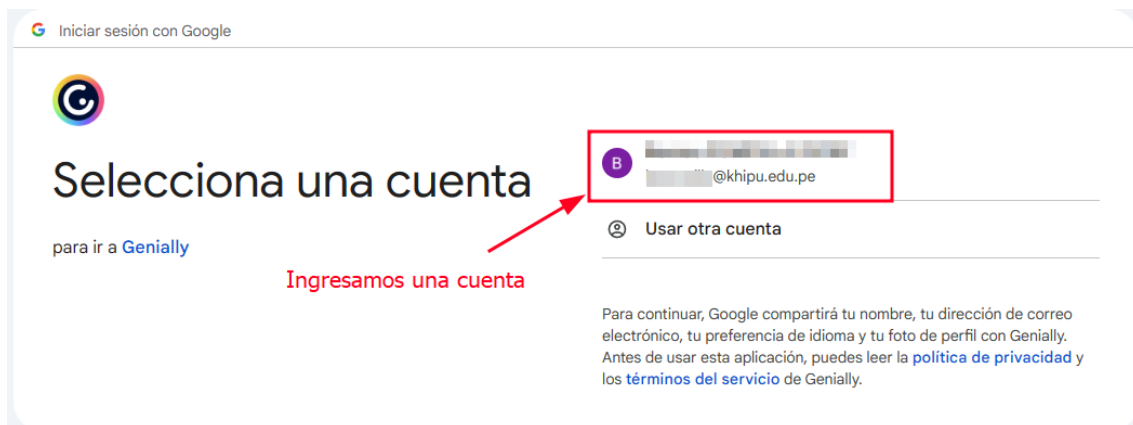 Iniciar sesión con Google
Selecciona una cuenta
para ir a Genially
B
@khipu.edu.pe
Usar otra cuenta
Ingresamos una cuenta
Para continuar, Google compartirá tu nombre, tu dirección de correo
electrónico, tu preferencia de idioma y tu foto de perfil con Genially.
Antes de usar esta aplicación, puedes leer la política de privacidad y
los términos del servicio de Genially.